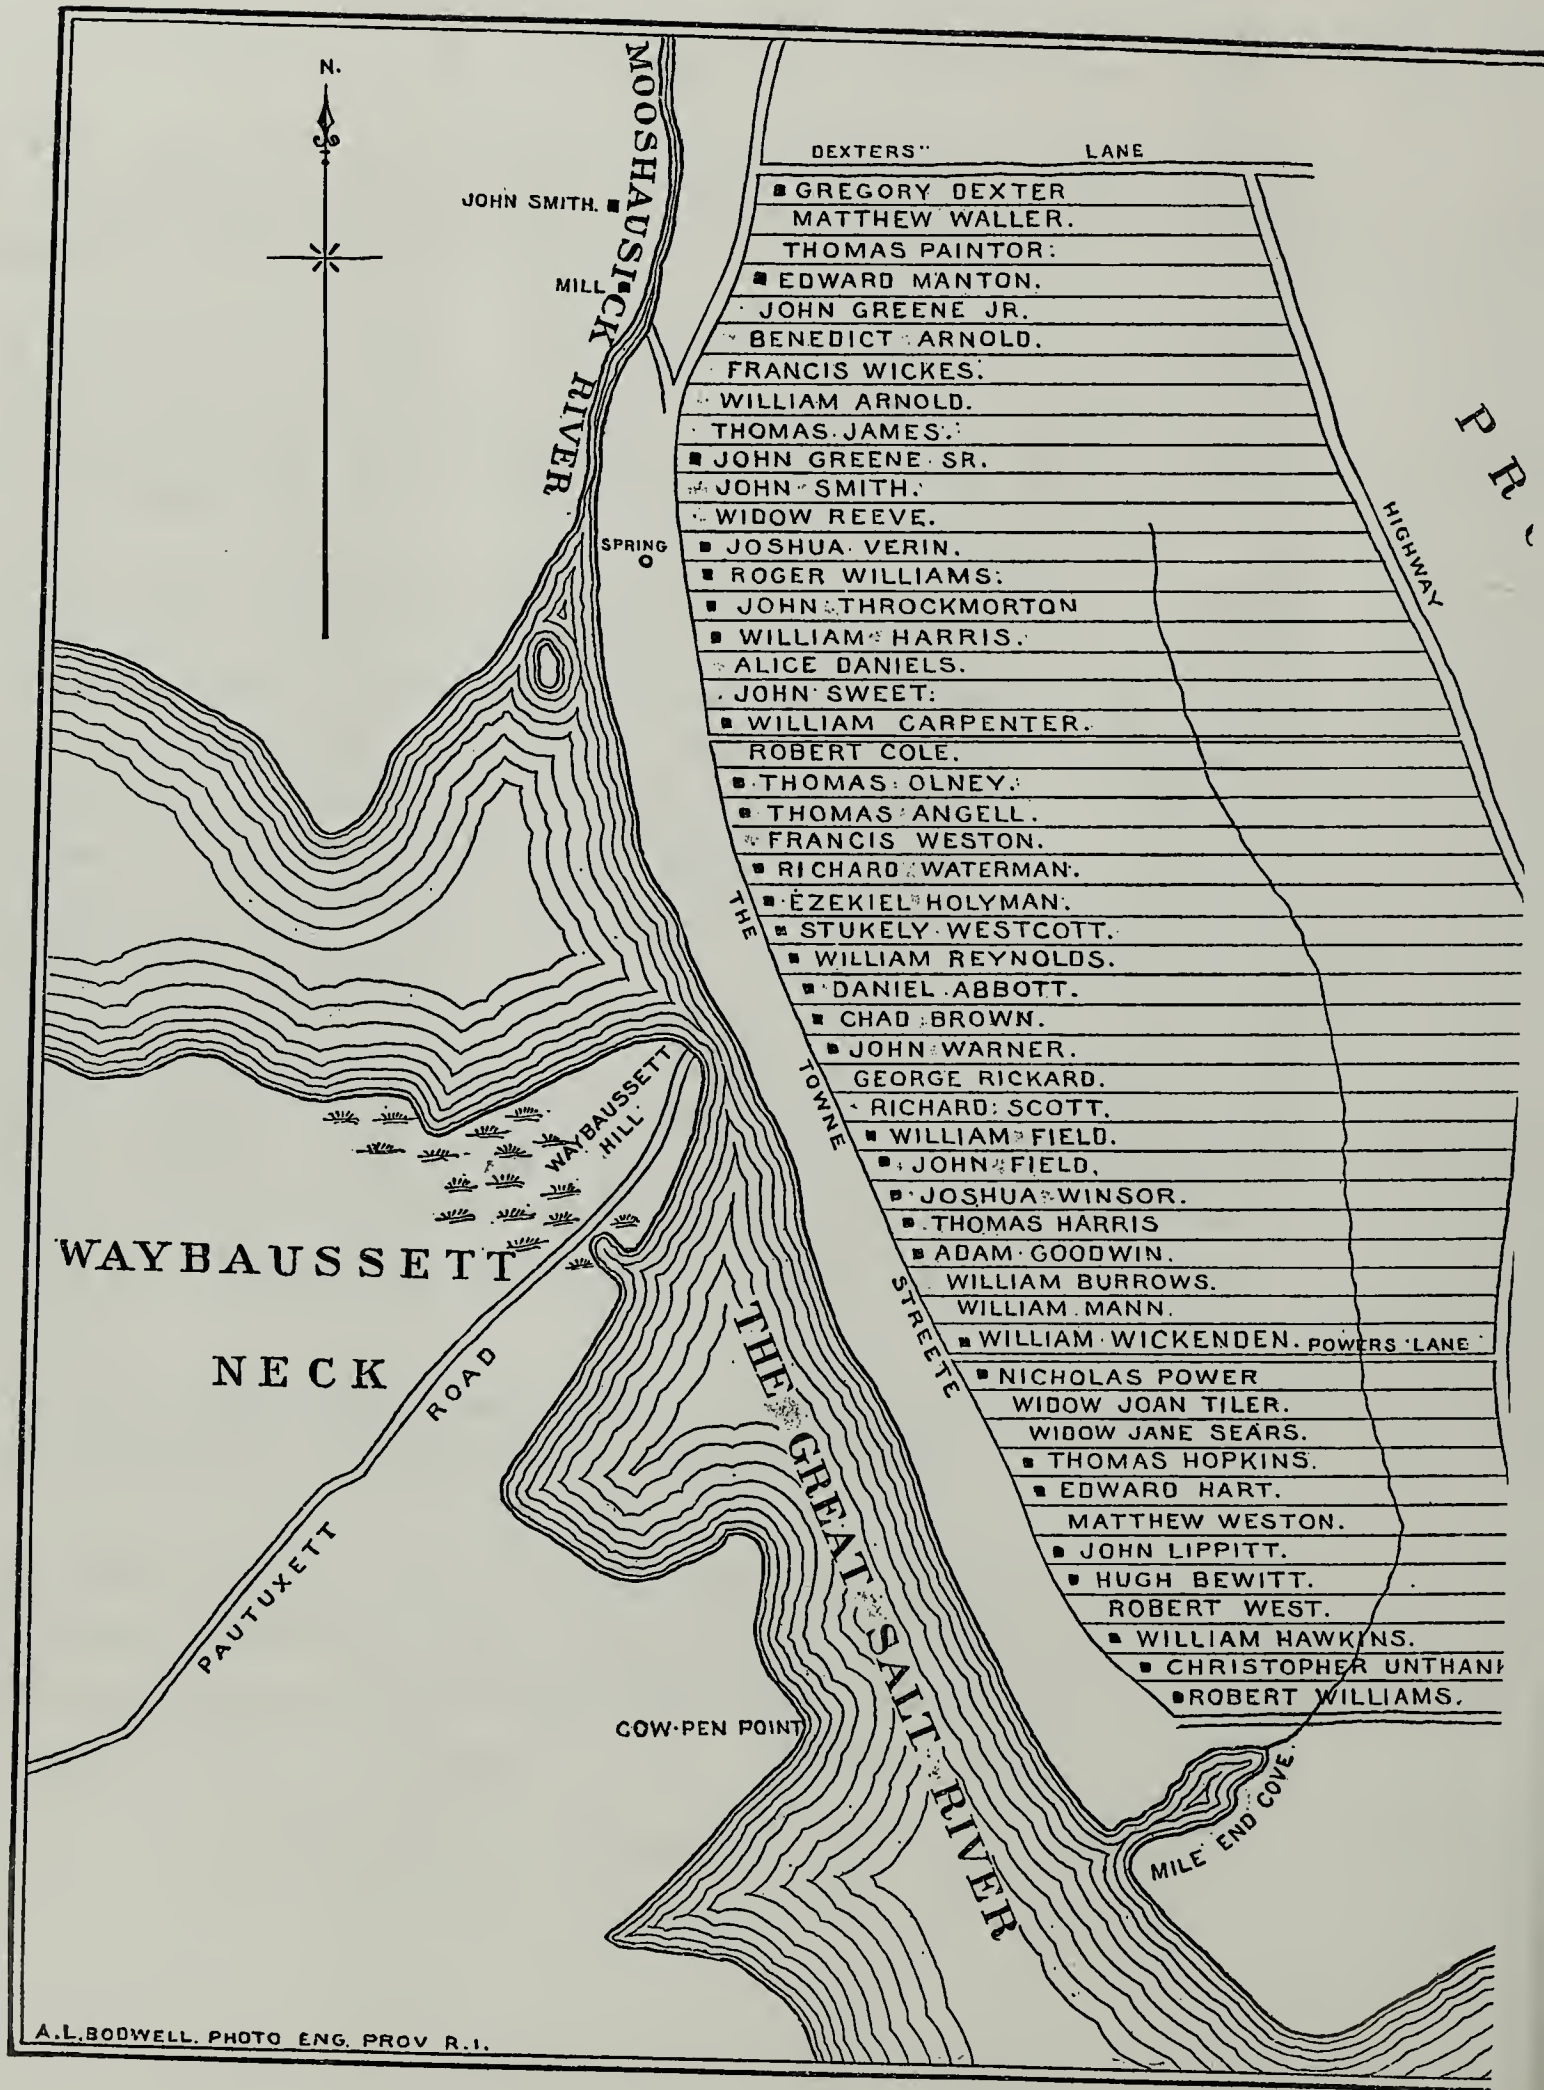 N.
MOOSHAUSICK RIVER
JOHN SMITH.
MILL
SPRING
DEXTERS" LANE
GREGORY DEXTER
MATTHEW WALLER.
THOMAS PAINTOR:
EDWARD MANTON.
JOHN GREENE JR.
BENEDICT ARNOLD.
FRANCIS WICKES.
WILLIAM ARNOLD.
THOMAS JAMES.
JOHN GREENE SR.
JOHN SMITH.
WIDOW REEVE.
JOSHUA VERIN.
ROGER WILLIAMS.
JOHN THROCKMORTON
WILLIAM HARRIS.
ALICE DANIELS.
JOHN SWEET.
WILLIAM CARPENTER.
ROBERT COLE.
THOMAS OLNEY.
THOMAS ANGELL.
FRANCIS WESTON.
RICHARD WATERMAN.
EZEKIEL HOLYMAN.
STUKELY WESTCOTT.
WILLIAM REYNOLDS.
DANIEL ABBOTT.
CHAD BROWN.
JOHN WARNER.
GEORGE RICKARD.
RICHARD SCOTT.
WILLIAM FIELD.
JOHN FIELD.
JOSHUA WINSOR.
THOMAS HARRIS
ADAM GOODWIN.
WILLIAM BURROWS.
WILLIAM MANN.
WILLIAM WICKENDEN. POWERS' LANE
NICHOLAS POWER
WIDOW JOAN TILER.
WIDOW JANE SEARS.
THOMAS HOPKINS.
EDWARD HART.
MATTHEW WESTON.
JOHN LIPPITT.
HUGH BEWITT.
ROBERT WEST.
WILLIAM HAWKINS.
CHRISTOPHER UNTHAN
ROBERT WILLIAMS.
HIGHWAY
PRO
THE TOWNE STREETE
WAYBAUSSETT
HILL
WAYBAUSSETT
NECK
PAUTUXETT ROAD
THE GREAT SALT RIVER
COW-PEN POINT
MILE END COVE.
A.L.BODWELL. PHOTO ENG. PROV R.I.